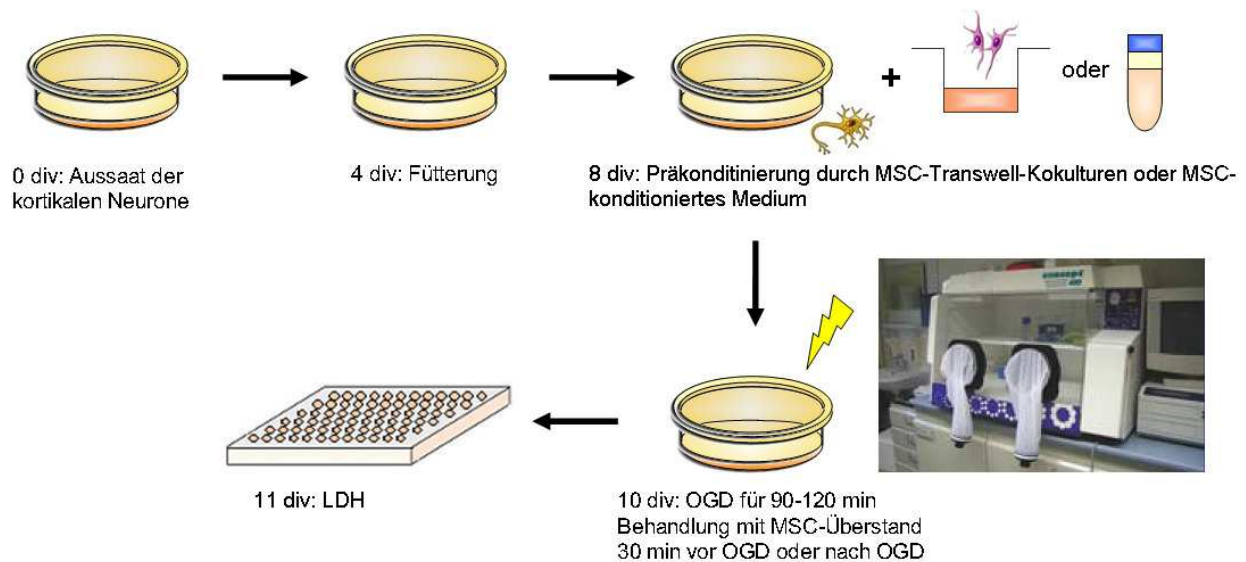 oder
0 div: Aussaat der
kortikalen Neurone
4 div: Fütterung
8 div: Präkonditinierung durch MSC-Transwell-Kokulturen oder MSC-
konditioniertes Medium
11 div: LDH
10 div: OGD für 90-120 min
Behandlung mit MSC-Überstand
30 min vor OGD oder nach OGD